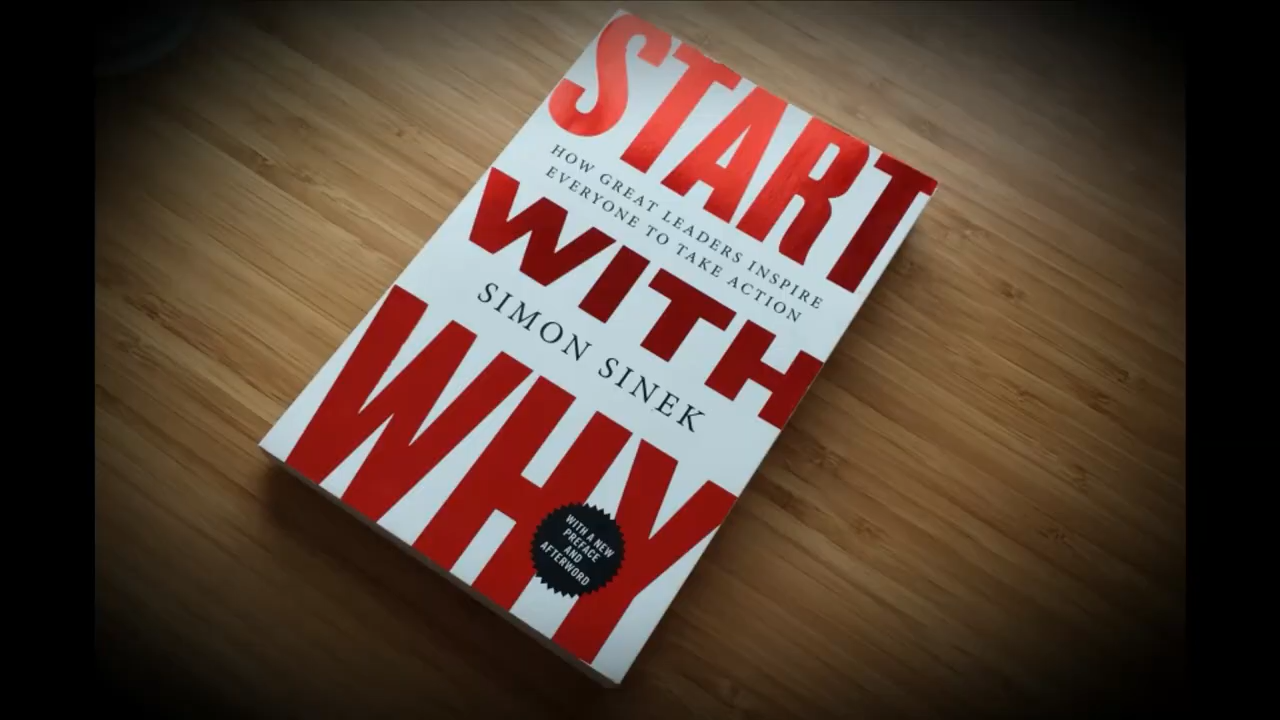 START
HOW GREAT LEADERS INSPIRE
EVERYONE TO TAKE ACTION
WITH
SIMON SINEK
WHY
WITH A NEW
PREFACE
AND
AFTERWORD